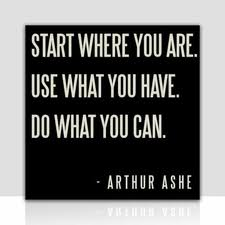 START WHERE YOU ARE.
USE WHAT YOU HAVE.
DO WHAT YOU CAN.
- ARTHUR ASHE